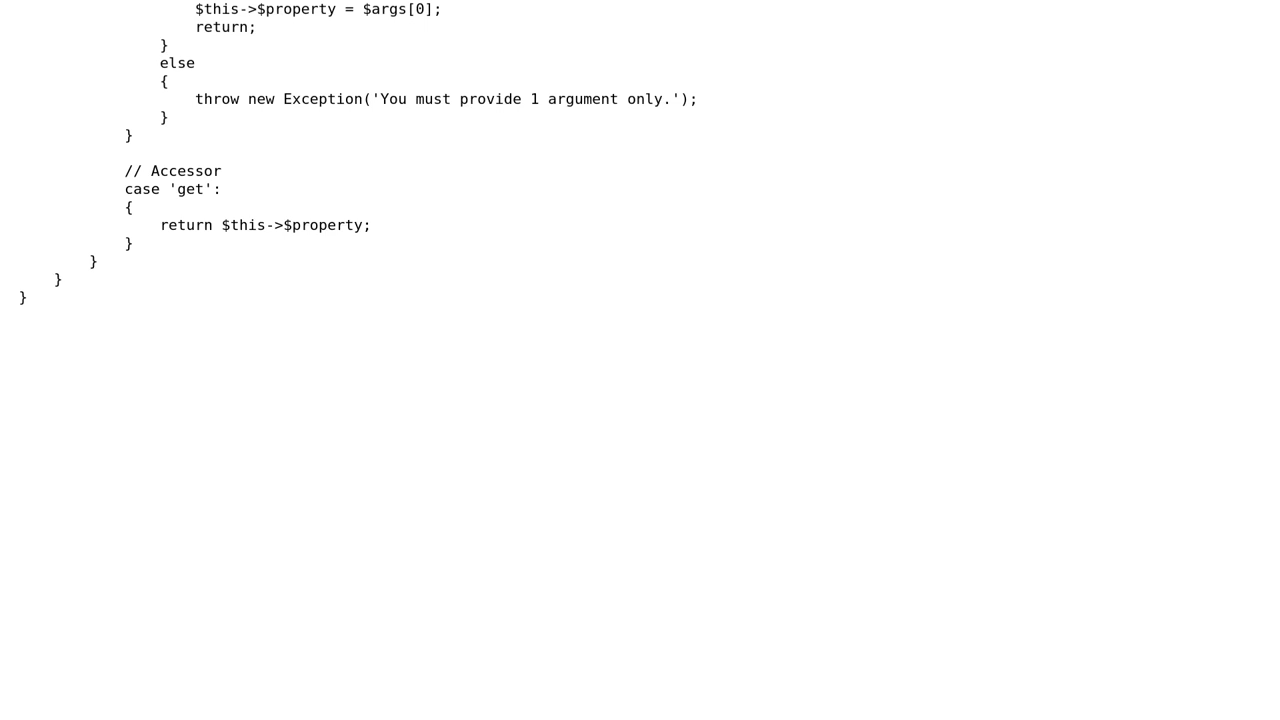 $this->$property = $args[0];
                    return;
                }
                else
                {
                    throw new Exception('You must provide 1 argument only.');
                }
            }

            // Accessor
            case 'get':
            {
                return $this->$property;
            }
        }
    }
}